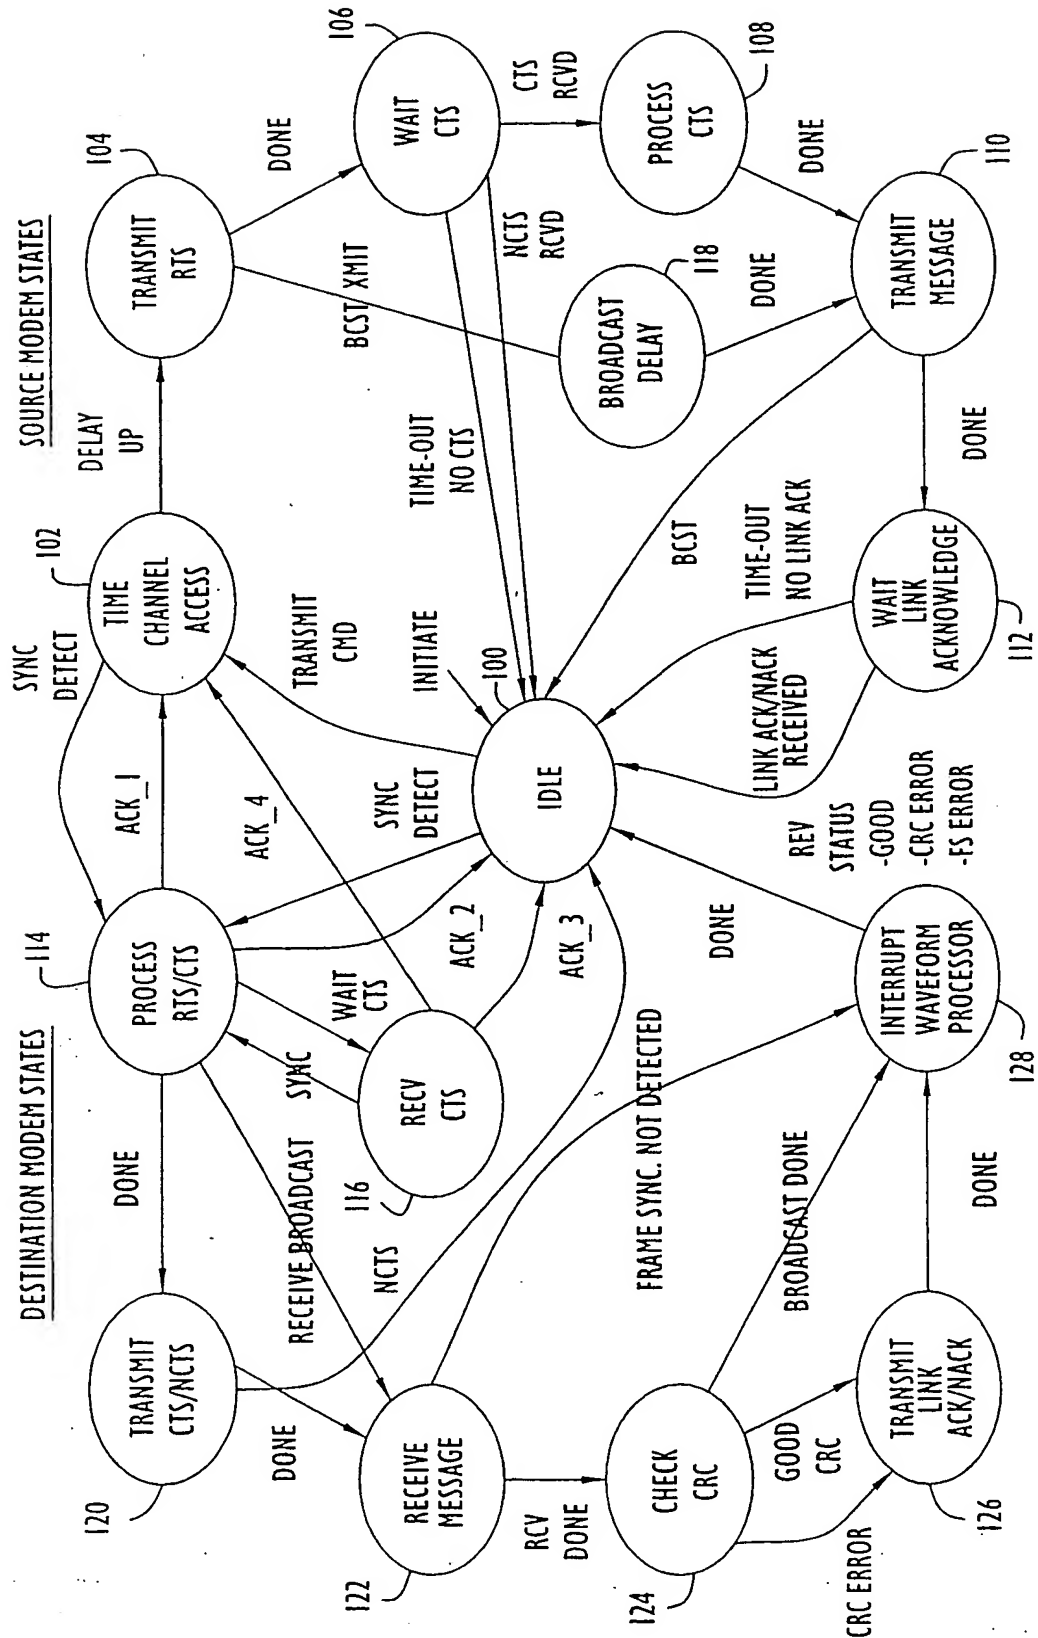 DESTINATION MODEM STATES
SOURCE MODEM STATES
120
TRANSMIT
CTS/NCTS
DONE
114
PROCESS
RTS/CTS
SYNC
DETECT
ACK_1
102
TIME
CHANNEL
ACCESS
DELAY
UP
104
TRANSMIT
RTS
DONE
106
WAIT
CTS
CTS
RCVD
108
PROCESS
CTS
DONE
110
TRANSMIT
MESSAGE
BCST XMIT
NCTS
RCVD
118
BROADCAST
DELAY
DONE
TIME-OUT
NO CTS
BCST
DONE
112
WAIT
LINK
ACKNOWLEDGE
TIME-OUT
NO LINK ACK
LINK ACK/NACK
RECEIVED
TRANSMIT
CMD
INITIATE
100
IDLE
SYNC
DETECT
ACK_4
ACK_2
ACK_3
WAIT
CTS
SYNC
116
RECV
CTS
RECEIVE BROADCAST
NCTS
DONE
122
RECEIVE
MESSAGE
FRAME SYNC. NOT DETECTED
RCV
DONE
124
CHECK
CRC
BROADCAST DONE
GOOD
CRC
CRC ERROR
126
TRANSMIT
LINK
ACK/NACK
DONE
128
INTERRUPT
WAVEFORM
PROCESSOR
DONE
REV
STATUS
-GOOD
-CRC ERROR
-FS ERROR